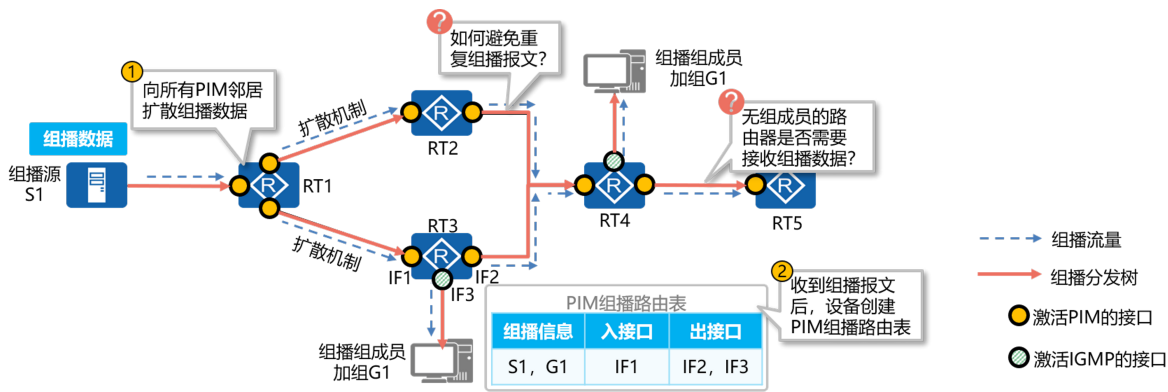 ?
如何避免重
复组播报文?
1
向所有PIM邻居
扩散组播数据
组播组成员
加组G1
?
无组成员的路
由器是否需要
接收组播数据?
组播数据
组播源
S1
扩散机制
R
RT2
R
RT1
R
RT4
R
RT5
扩散机制
RT3
R
IF1
IF2
IF3
组播流量
组播分发树
激活PIM的接口
激活IGMP的接口
2
收到组播报文
后，设备创建
PIM组播路由表
PIM组播路由表
组播信息 入接口 出接口
S1，G1 IF1 IF2，IF3
组播组成员
加组G1